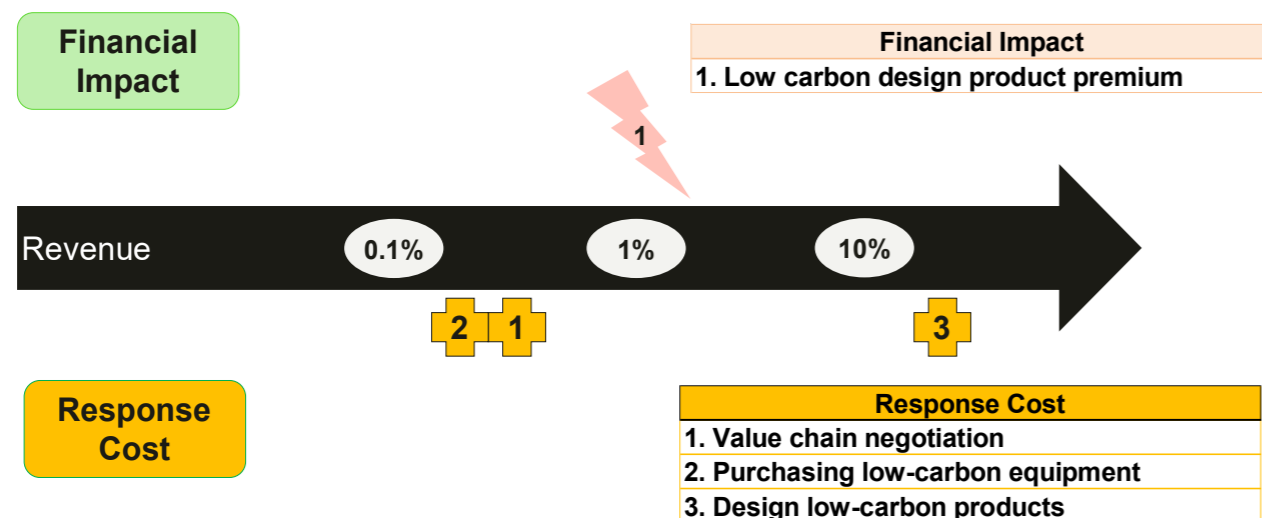 Financial
Impact
Financial Impact
1. Low carbon design product premium
1
Revenue
0.1%
1%
10%
2
1
3
Response
Cost
Response Cost
1. Value chain negotiation
2. Purchasing low-carbon equipment
3. Design low-carbon products